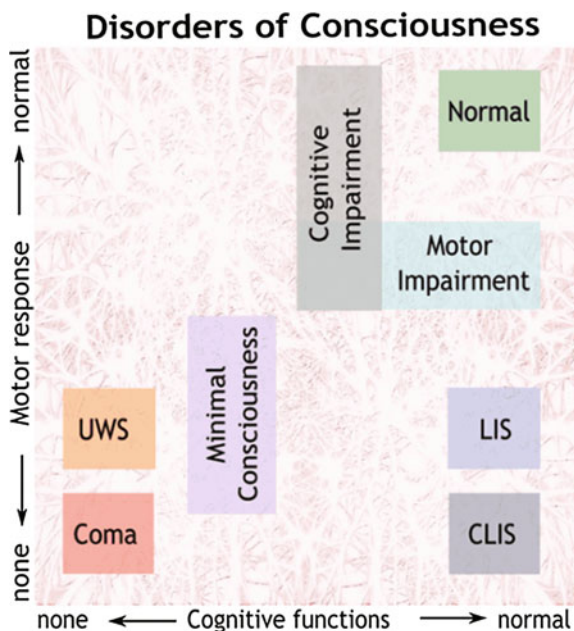 Disorders of Consciousness
normal
Motor response
none
Cognitive
Impairment
Normal
Motor
Impairment
Minimal
Consciousness
UWS
LIS
Coma
CLIS
none
Cognitive functions
normal